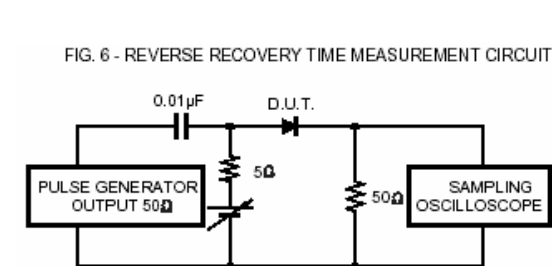 FIG. 6 - REVERSE RECOVERY TIME MEASUREMENT CIRCUIT
0.01µF
D.U.T.
5Ω
PULSE GENERATOR
OUTPUT 50Ω
50Ω
SAMPLING
OSCILLOSCOPE